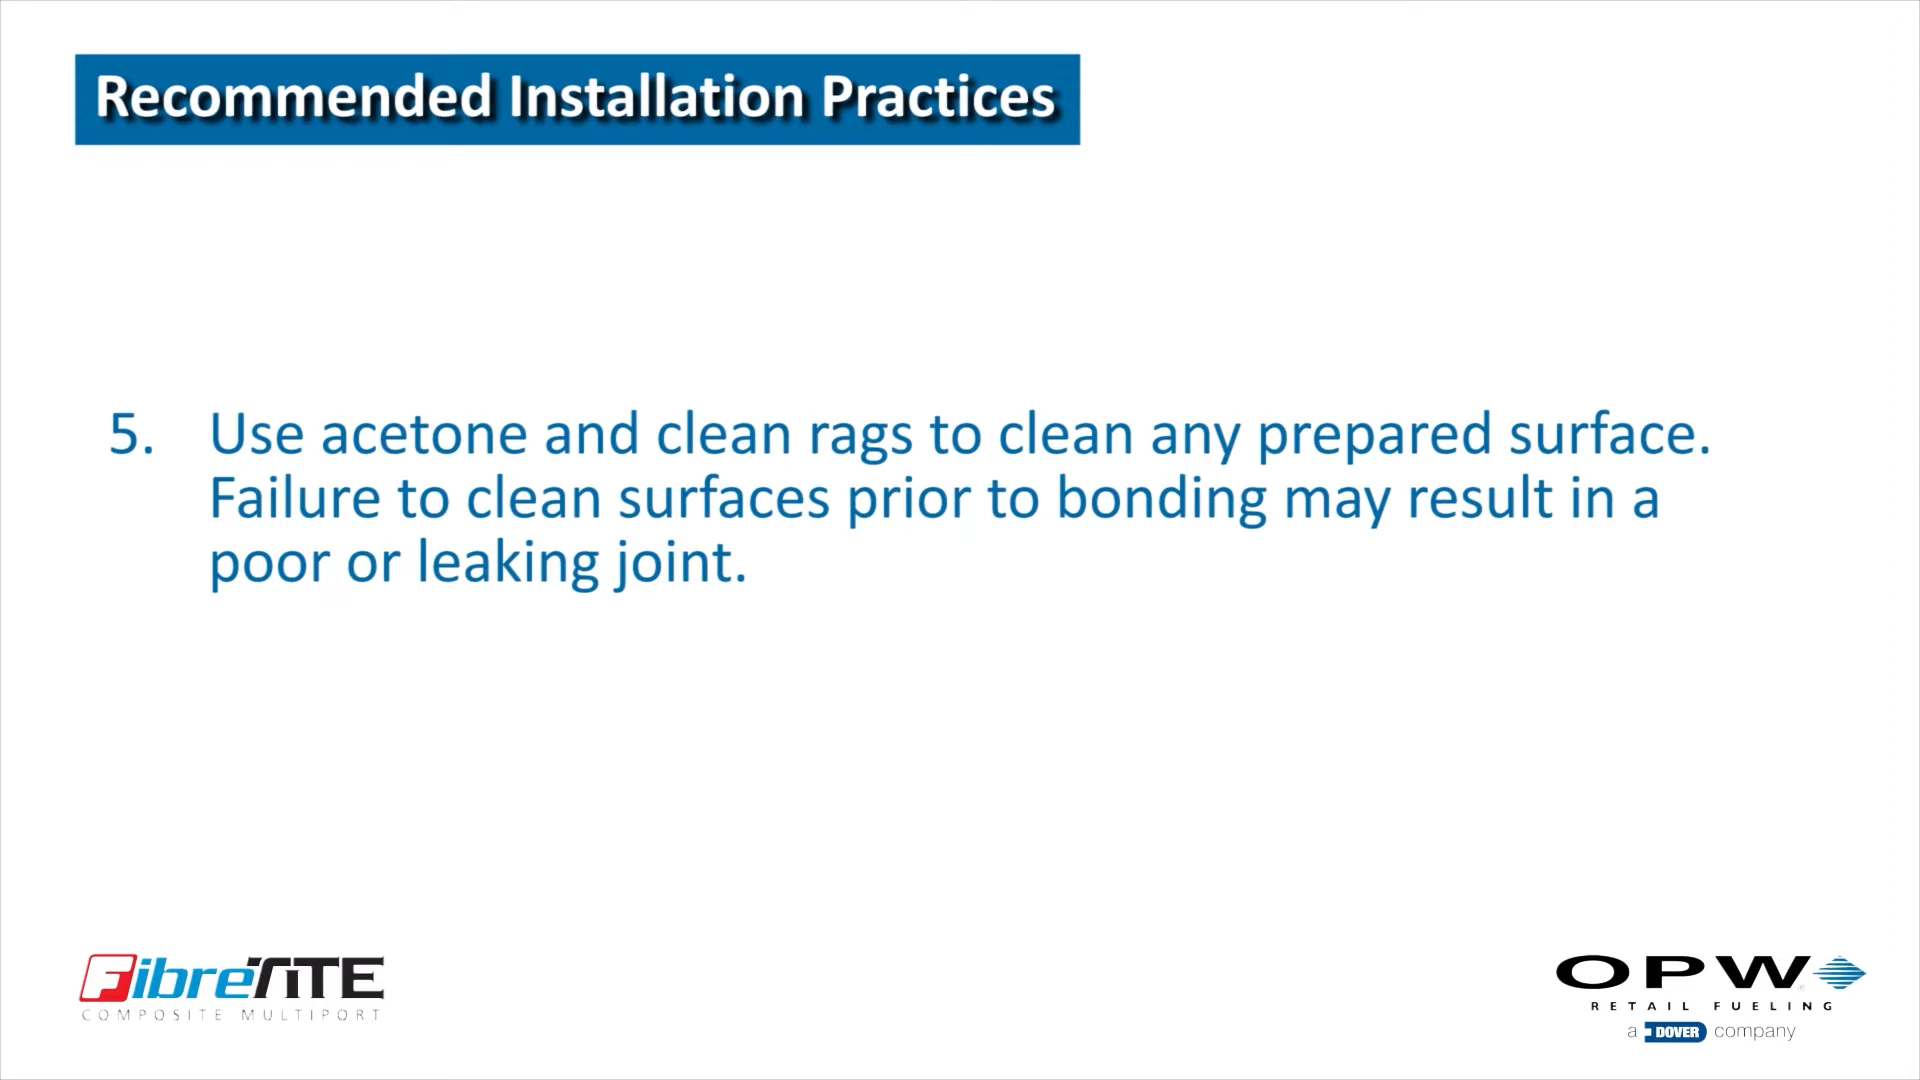 Recommended Installation Practices
5. Use acetone and clean rags to clean any prepared surface.
Failure to clean surfaces prior to bonding may result in a
poor or leaking joint.
FibreTITE
COMPOSITE MULTIPORT
OPW
RETAIL FUELING
a DOVER company